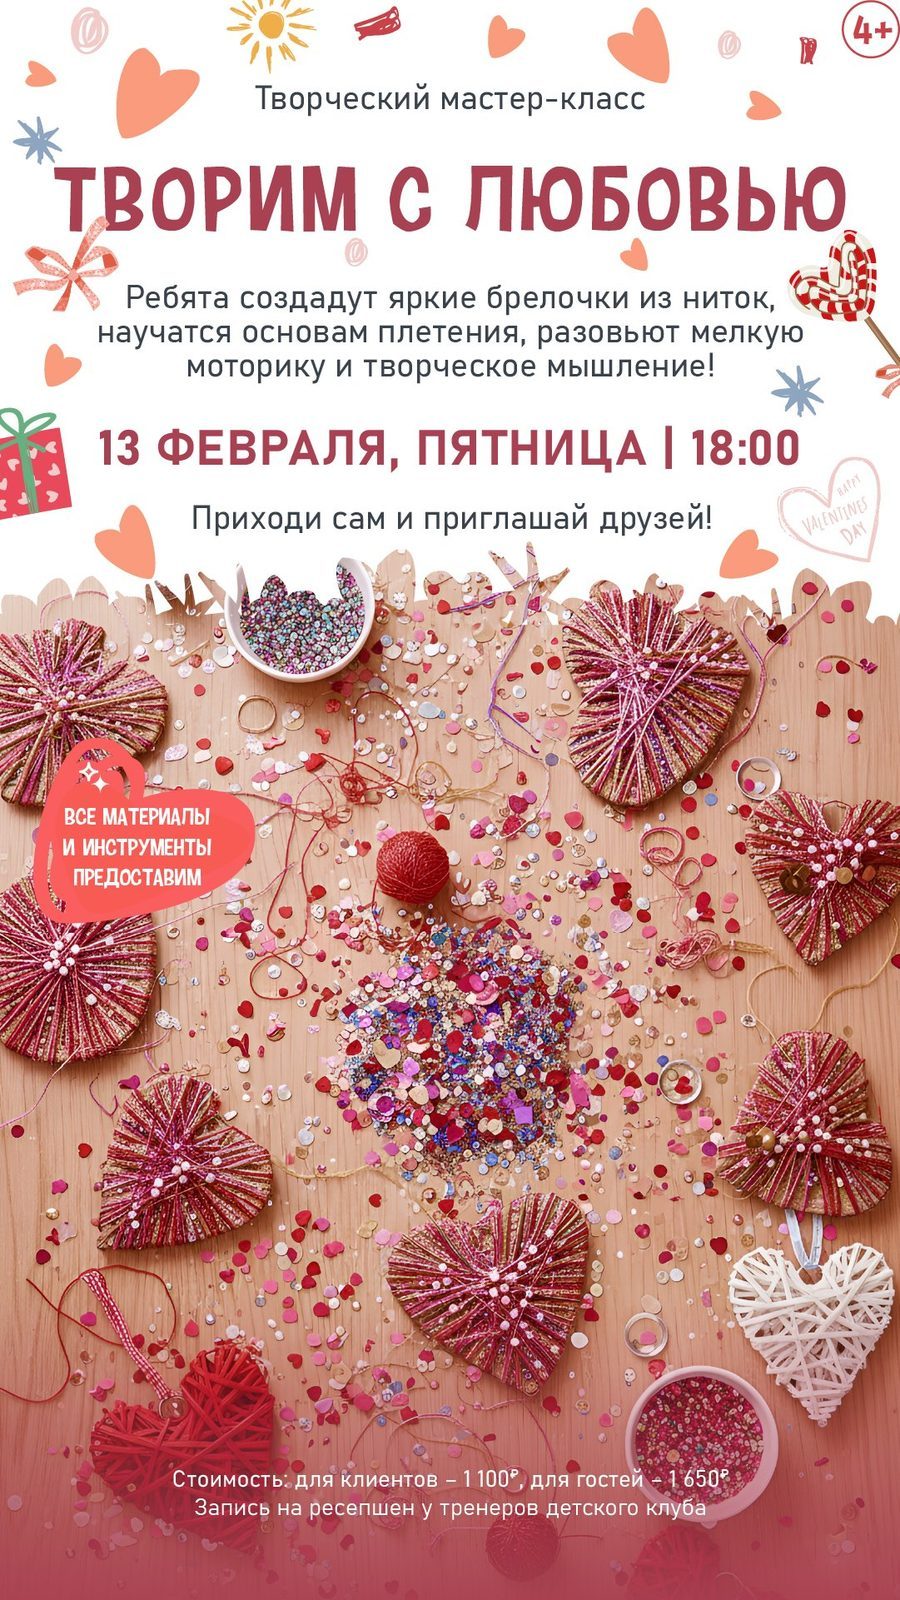 4+
Творческий мастер-класс
ТВОРИМ С ЛЮБОВЬЮ
Ребята создадут яркие брелочки из ниток,
научатся основам плетения, разовьют мелкую
моторику и творческое мышление!
13 ФЕВРАЛЯ, ПЯТНИЦА | 18:00
Приходи сам и приглашай друзей!
HAPPY
VALENTINES
DAY
ВСЕ МАТЕРИАЛЫ
И ИНСТРУМЕНТЫ
ПРЕДОСТАВИМ
Стоимость: для клиентов – 1 100₽, для гостей – 1 650₽
Запись на ресепшен у тренеров детского клуба